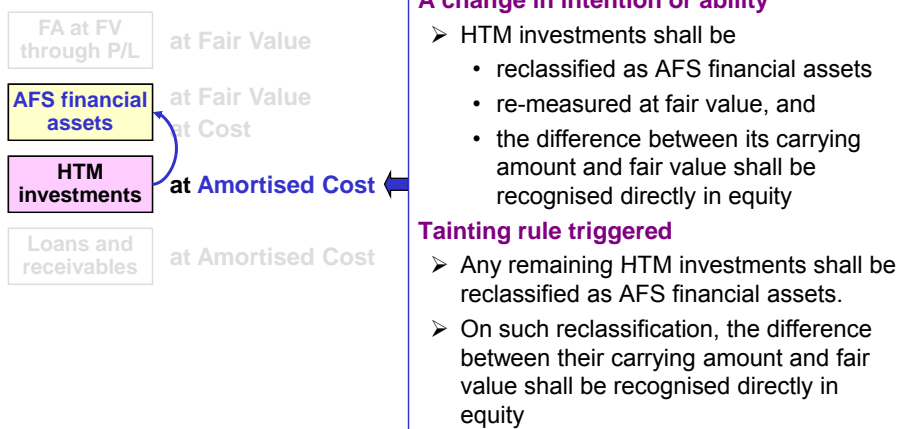 FA at FV
through P/L
at Fair Value
AFS financial
assets
at Fair Value
at Cost
HTM
investments
at Amortised Cost
Loans and
receivables
at Amortised Cost
A change in intention or ability
➢ HTM investments shall be
• reclassified as AFS financial assets
• re-measured at fair value, and
• the difference between its carrying
amount and fair value shall be
recognised directly in equity
Tainting rule triggered
➢ Any remaining HTM investments shall be
reclassified as AFS financial assets.
➢ On such reclassification, the difference
between their carrying amount and fair
value shall be recognised directly in
equity